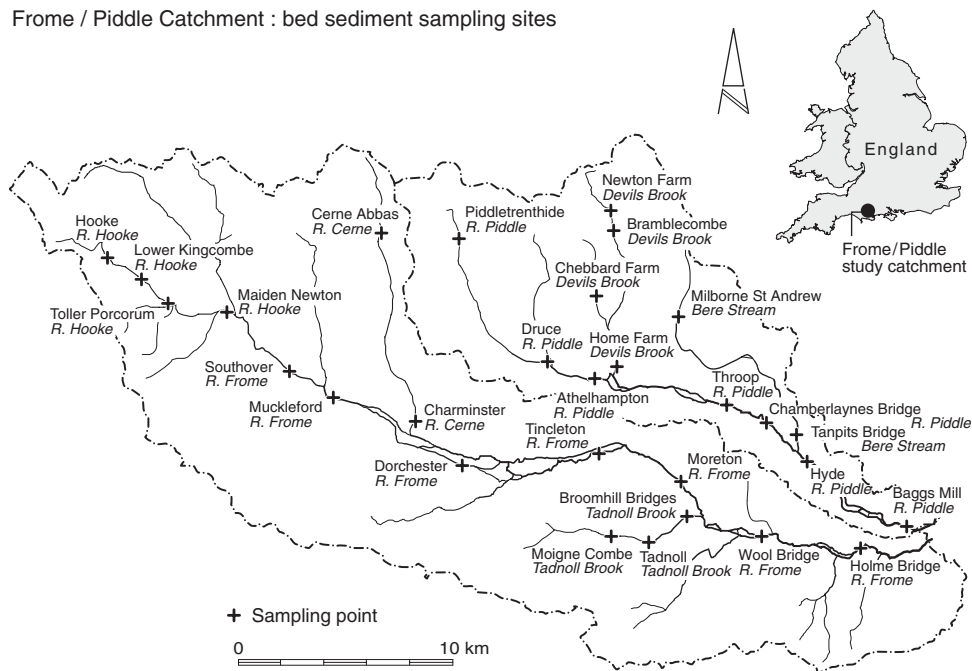 Frome / Piddle Catchment : bed sediment sampling sites
England
Frome/Piddle
study catchment
Newton Farm
Devils Brook
Bramblecombe
Devils Brook
Cerne Abbas
R. Cerne
Piddletrenthide
R. Piddle
Hooke
R. Hooke
Lower Kingcombe
R. Hooke
Chebbard Farm
Devils Brook
Toller Porcorum
R. Hooke
Maiden Newton
R. Hooke
Milborne St Andrew
Bere Stream
Druce
R. Piddle
Home Farm
Devils Brook
Southover
R. Frome
Throop
R. Piddle
Muckleford
R. Frome
Athelhampton
R. Piddle
Charminster
R. Cerne
Chamberlaynes Bridge
R. Piddle
Tincleton
R. Frome
Tanpits Bridge
Bere Stream
Dorchester
R. Frome
Moreton
R. Frome
Hyde
R. Piddle
Broomhill Bridges
Tadnoll Brook
Baggs Mill
R. Piddle
Moigne Combe
Tadnoll Brook
Tadnoll
Tadnoll Brook
Wool Bridge
R. Frome
Holme Bridge
R. Frome
Sampling point
0 10 km